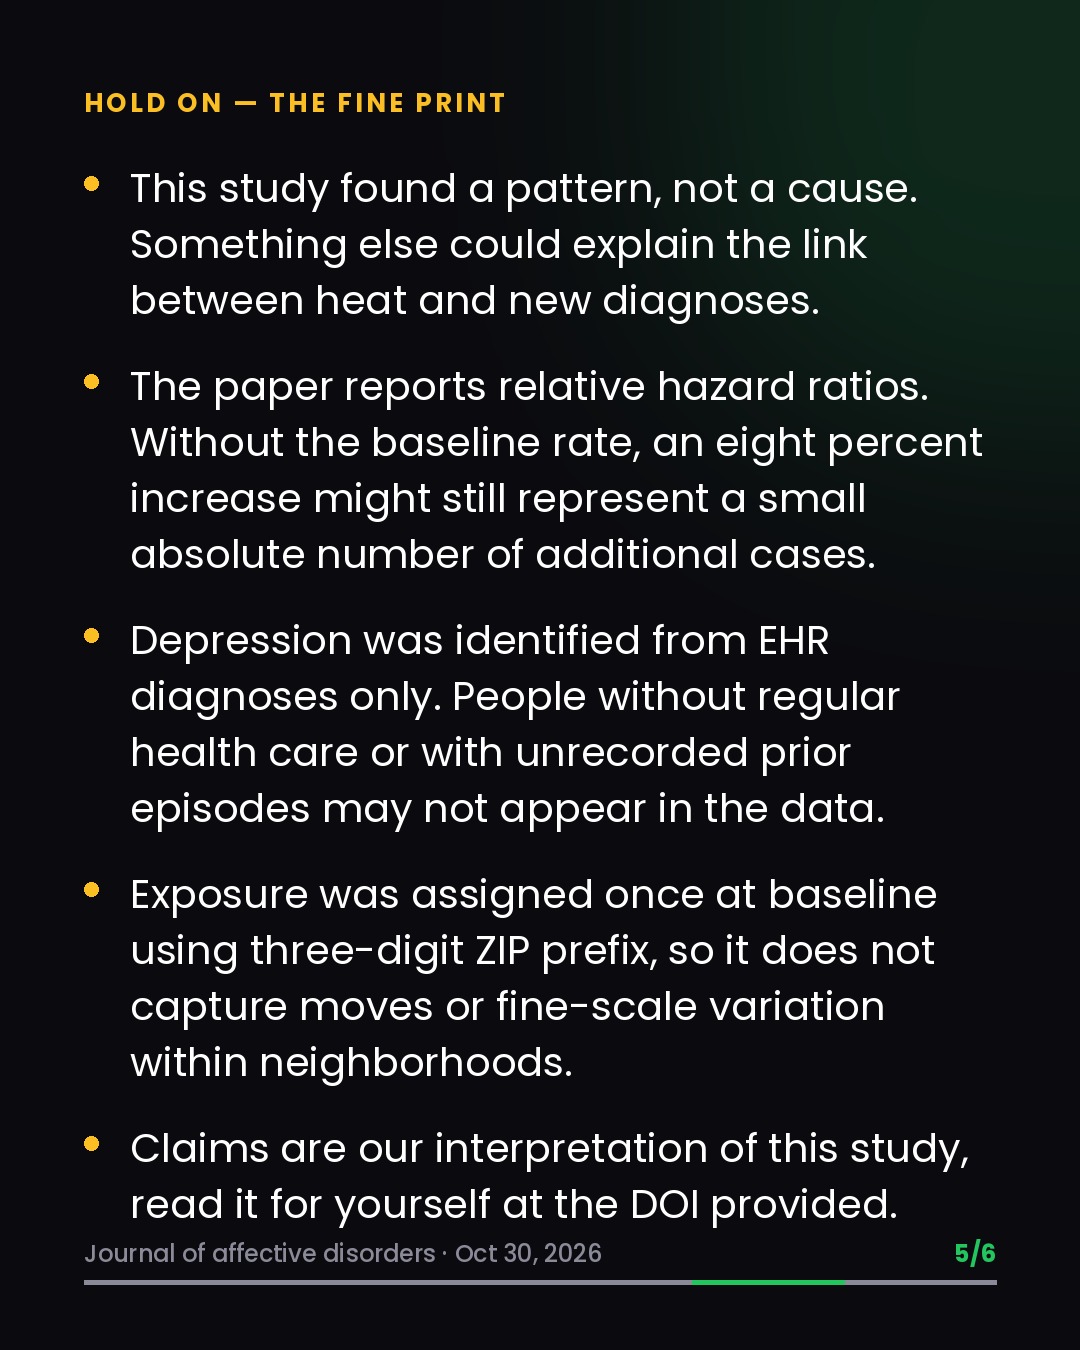 HOLD ON — THE FINE PRINT
• This study found a pattern, not a cause.
Something else could explain the link
between heat and new diagnoses.
• The paper reports relative hazard ratios.
Without the baseline rate, an eight percent
increase might still represent a small
absolute number of additional cases.
• Depression was identified from EHR
diagnoses only. People without regular
health care or with unrecorded prior
episodes may not appear in the data.
• Exposure was assigned once at baseline
using three-digit ZIP prefix, so it does not
capture moves or fine-scale variation
within neighborhoods.
• Claims are our interpretation of this study,
read it for yourself at the DOI provided.
Journal of affective disorders · Oct 30, 2026 5/6